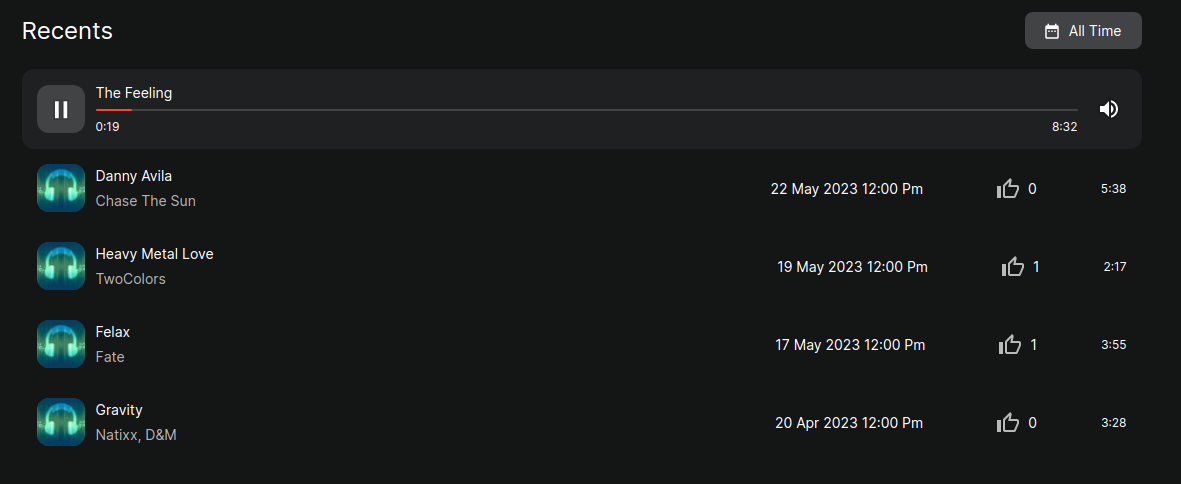 Recents
All Time
The Feeling
0:19 8:32
Danny Avila
Chase The Sun
22 May 2023 12:00 Pm 0 5:38
Heavy Metal Love
TwoColors
19 May 2023 12:00 Pm 1 2:17
Felax
Fate
17 May 2023 12:00 Pm 1 3:55
Gravity
Natixx, D&M
20 Apr 2023 12:00 Pm 0 3:28